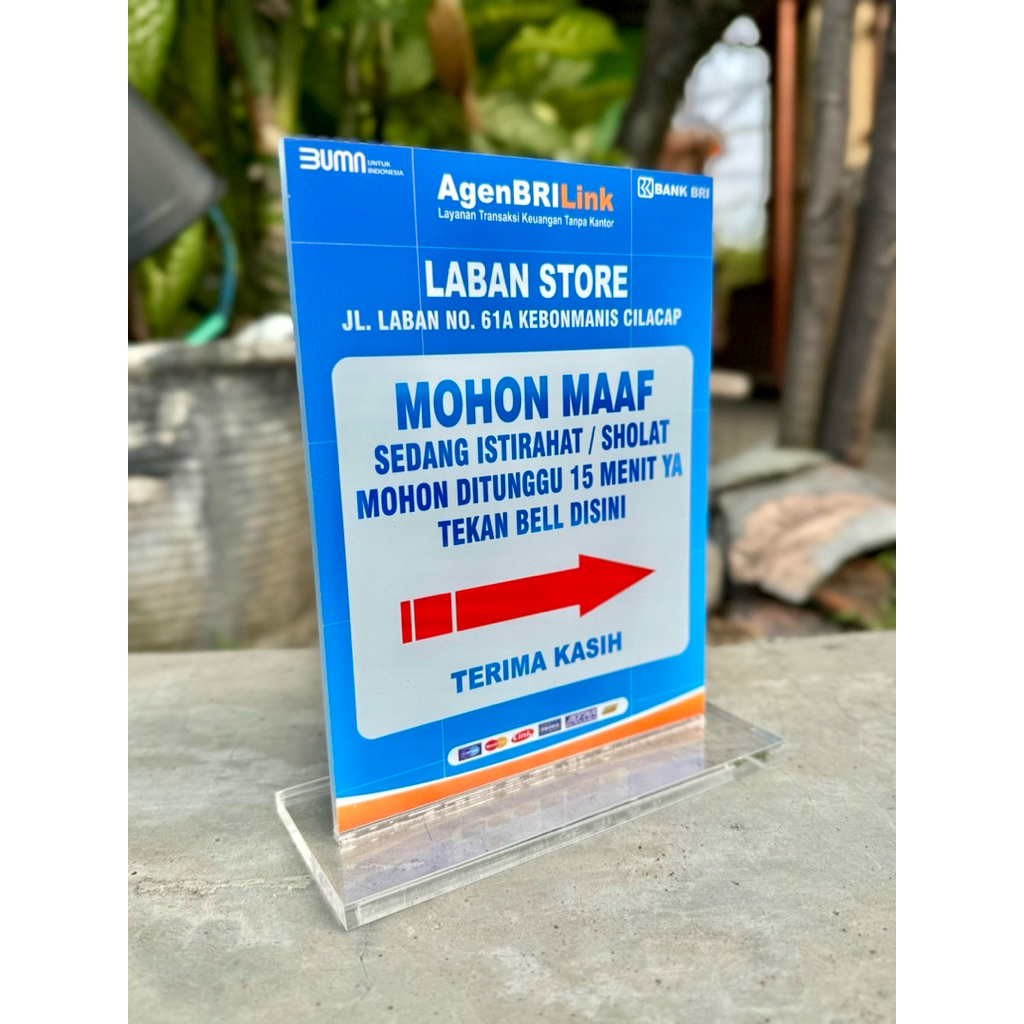 BUMN UNTUK INDONESIA
AgenBRILink
Layanan Transaksi Keuangan Tanpa Kantor
BANK BRI
LABAN STORE
JL. LABAN NO. 61A KEBONMANIS CILACAP
MOHON MAAF
SEDANG ISTIRAHAT / SHOLAT
MOHON DITUNGGU 15 MENIT YA
TEKAN BELL DISINI
TERIMA KASIH
Link